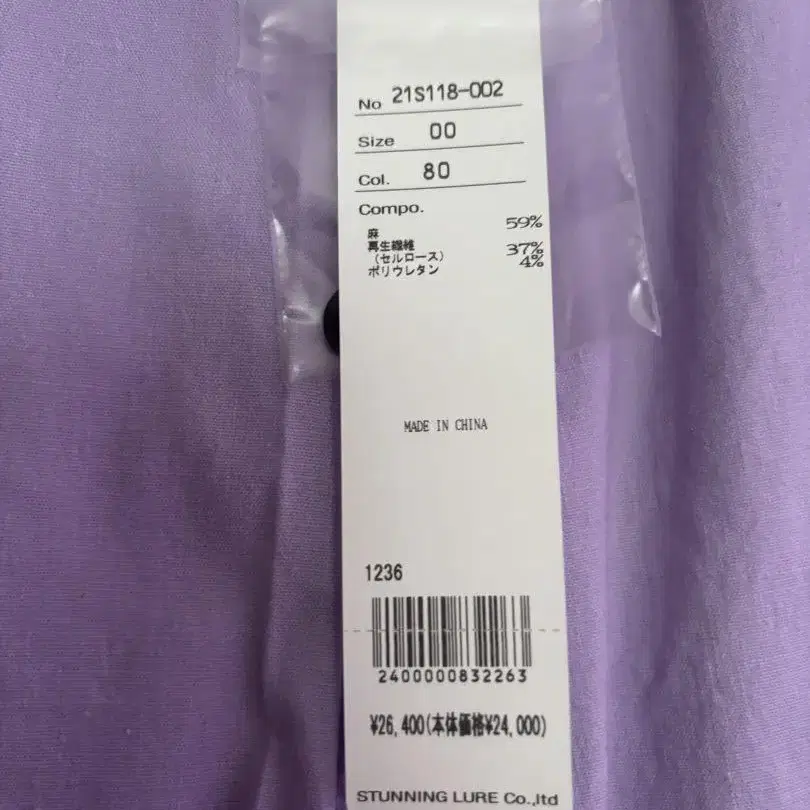 No 21S118-002
Size 00
Col. 80
Compo.
麻 59%
再生繊維 37%
(セルロース)
ポリウレタン 4%
MADE IN CHINA
1236
2400000832263
¥26,400(本体価格¥24,000)
STUNNING LURE Co.,ltd